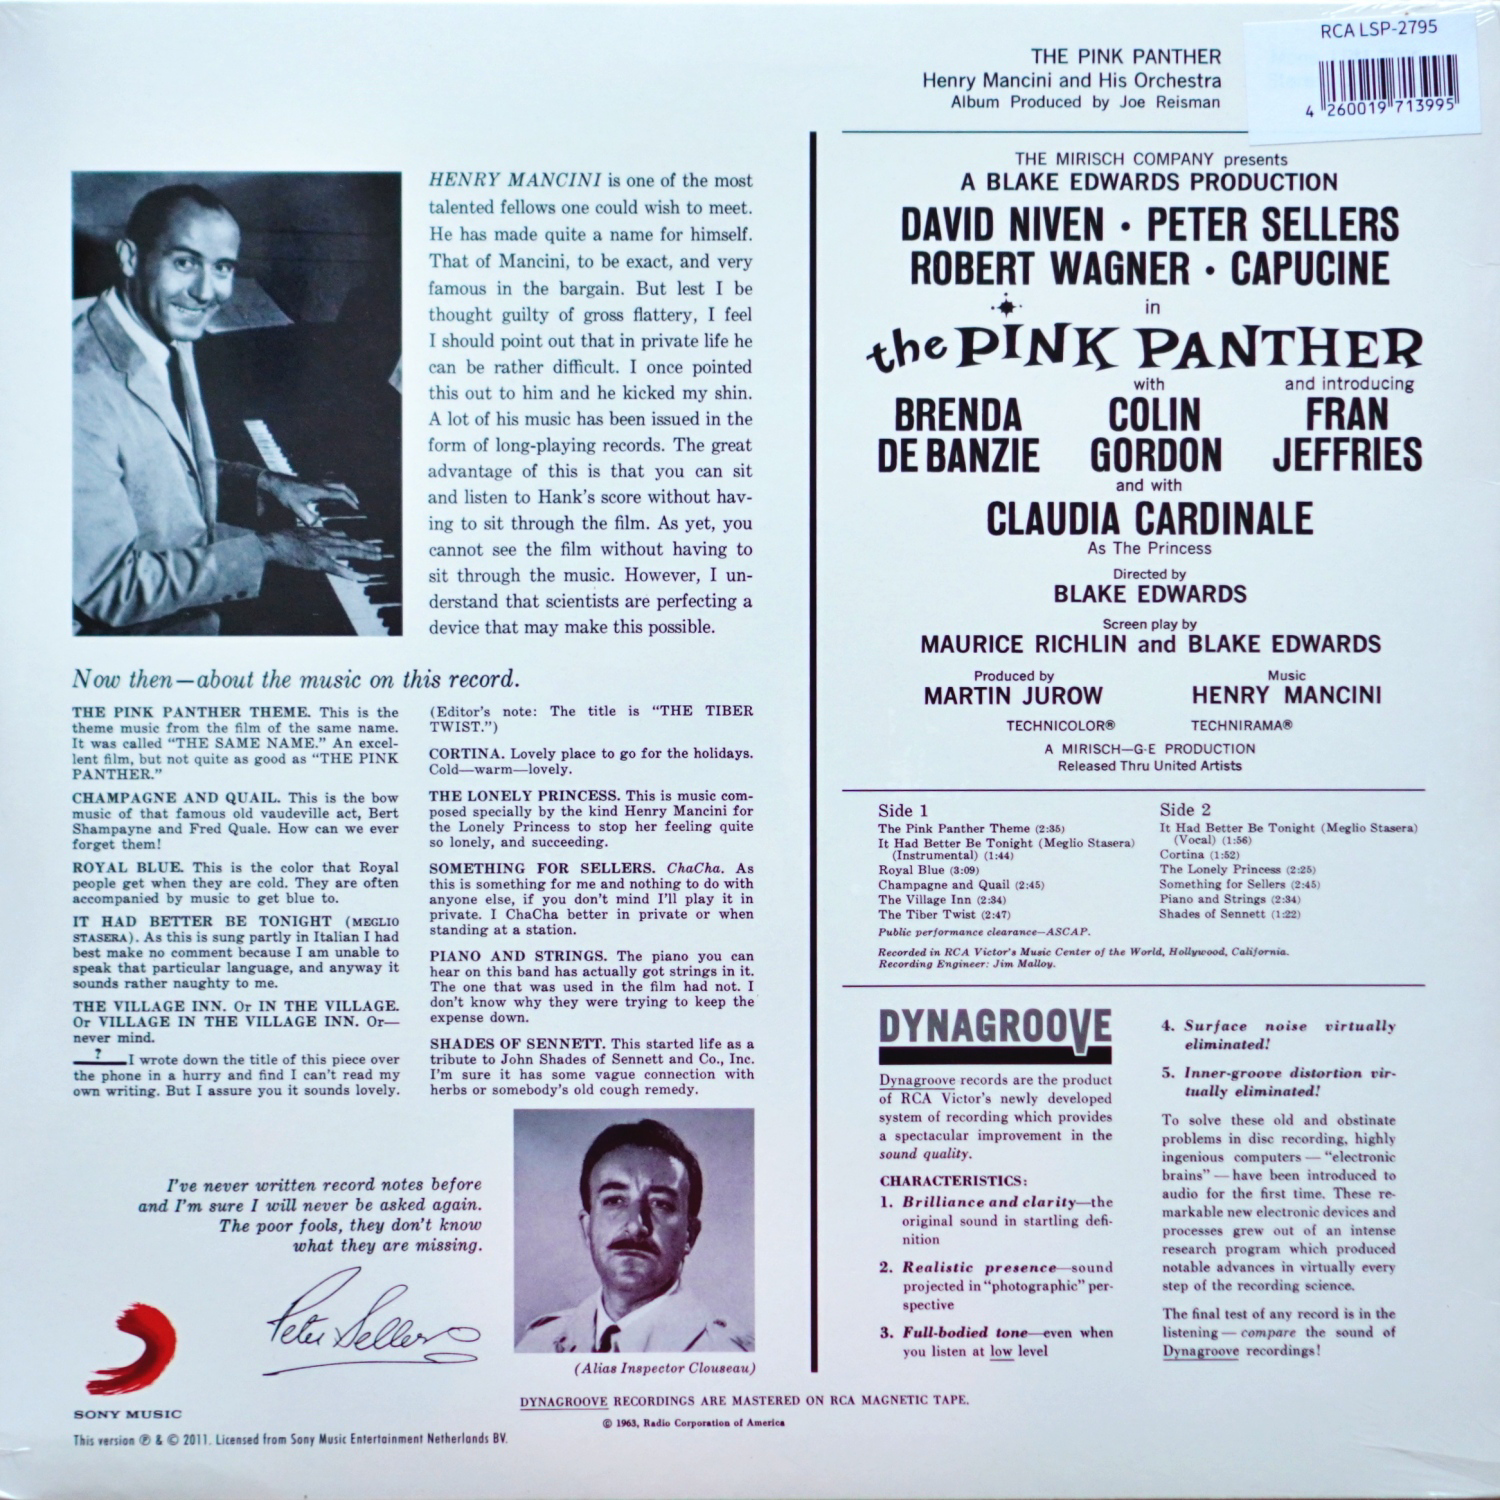 RCA LSP-2795
4 260019 713995
THE PINK PANTHER
Henry Mancini and His Orchestra
Album Produced by Joe Reisman
HENRY MANCINI is one of the most
talented fellows one could wish to meet.
He has made quite a name for himself.
That of Mancini, to be exact, and very
famous in the bargain. But lest I be
thought guilty of gross flattery, I feel
I should point out that in private life he
can be rather difficult. I once pointed
this out to him and he kicked my shin.
A lot of his music has been issued in the
form of long-playing records. The great
advantage of this is that you can sit
and listen to Hank's score without hav-
ing to sit through the film. As yet, you
cannot see the film without having to
sit through the music. However, I un-
derstand that scientists are perfecting a
device that may make this possible.
Now then—about the music on this record.
THE PINK PANTHER THEME. This is the
theme music from the film of the same name.
It was called "THE SAME NAME." An excel-
lent film, but not quite as good as "THE PINK
PANTHER."
CHAMPAGNE AND QUAIL. This is the bow
music of that famous old vaudeville act, Bert
Shampayne and Fred Quale. How can we ever
forget them!
ROYAL BLUE. This is the color that Royal
people get when they are cold. They are often
accompanied by music to get blue to.
IT HAD BETTER BE TONIGHT (MEGLIO
STASERA). As this is sung partly in Italian I had
best make no comment because I am unable to
speak that particular language, and anyway it
sounds rather naughty to me.
THE VILLAGE INN. Or IN THE VILLAGE.
Or VILLAGE IN THE VILLAGE INN. Or—
never mind.
? I wrote down the title of this piece over
the phone in a hurry and find I can't read my
own writing. But I assure you it sounds lovely.
(Editor's note: The title is "THE TIBER
TWIST.")
CORTINA. Lovely place to go for the holidays.
Cold—warm—lovely.
THE LONELY PRINCESS. This is music com-
posed specially by the kind Henry Mancini for
the Lonely Princess to stop her feeling quite
so lonely, and succeeding.
SOMETHING FOR SELLERS. ChaCha. As
this is something for me and nothing to do with
anyone else, if you don't mind I'll play it in
private. I ChaCha better in private or when
standing at a station.
PIANO AND STRINGS. The piano you can
hear on this band has actually got strings in it.
The one that was used in the film had not. I
don't know why they were trying to keep the
expense down.
SHADES OF SENNETT. This started life as a
tribute to John Shades of Sennett and Co., Inc.
I'm sure it has some vague connection with
herbs or somebody's old cough remedy.
I've never written record notes before
and I'm sure I will never be asked again.
The poor fools, they don't know
what they are missing.
Peter Sellers
(Alias Inspector Clouseau)
THE MIRISCH COMPANY presents
A BLAKE EDWARDS PRODUCTION
DAVID NIVEN • PETER SELLERS
ROBERT WAGNER • CAPUCINE
in
the PINK PANTHER
with and introducing
BRENDA COLIN FRAN
DE BANZIE GORDON JEFFRIES
and with
CLAUDIA CARDINALE
As The Princess
Directed by
BLAKE EDWARDS
Screen play by
MAURICE RICHLIN and BLAKE EDWARDS
Produced by Music
MARTIN JUROW HENRY MANCINI
TECHNICOLOR® TECHNIRAMA®
A MIRISCH—G-E PRODUCTION
Released Thru United Artists
Side 1
The Pink Panther Theme (2:35)
It Had Better Be Tonight (Meglio Stasera)
(Instrumental) (1:44)
Royal Blue (3:09)
Champagne and Quail (2:45)
The Village Inn (2:34)
The Tiber Twist (2:47)
Side 2
It Had Better Be Tonight (Meglio Stasera)
(Vocal) (1:56)
Cortina (1:52)
The Lonely Princess (2:25)
Something for Sellers (2:45)
Piano and Strings (2:34)
Shades of Sennett (1:22)
Public performance clearance—ASCAP.
Recorded in RCA Victor's Music Center of the World, Hollywood, California.
Recording Engineer: Jim Malloy.
DYNAGROOVE
Dynagroove records are the product
of RCA Victor's newly developed
system of recording which provides
a spectacular improvement in the
sound quality.
CHARACTERISTICS:
1. Brilliance and clarity—the
original sound in startling defi-
nition
2. Realistic presence—sound
projected in "photographic" per-
spective
3. Full-bodied tone—even when
you listen at low level
4. Surface noise virtually
eliminated!
5. Inner-groove distortion vir-
tually eliminated!
To solve these old and obstinate
problems in disc recording, highly
ingenious computers — "electronic
brains" — have been introduced to
audio for the first time. These re-
markable new electronic devices and
processes grew out of an intense
research program which produced
notable advances in virtually every
step of the recording science.
The final test of any record is in the
listening — compare the sound of
Dynagroove recordings!
DYNAGROOVE RECORDINGS ARE MASTERED ON RCA MAGNETIC TAPE.
© 1963, Radio Corporation of America
SONY MUSIC
This version ℗ & © 2011. Licensed from Sony Music Entertainment Netherlands BV.